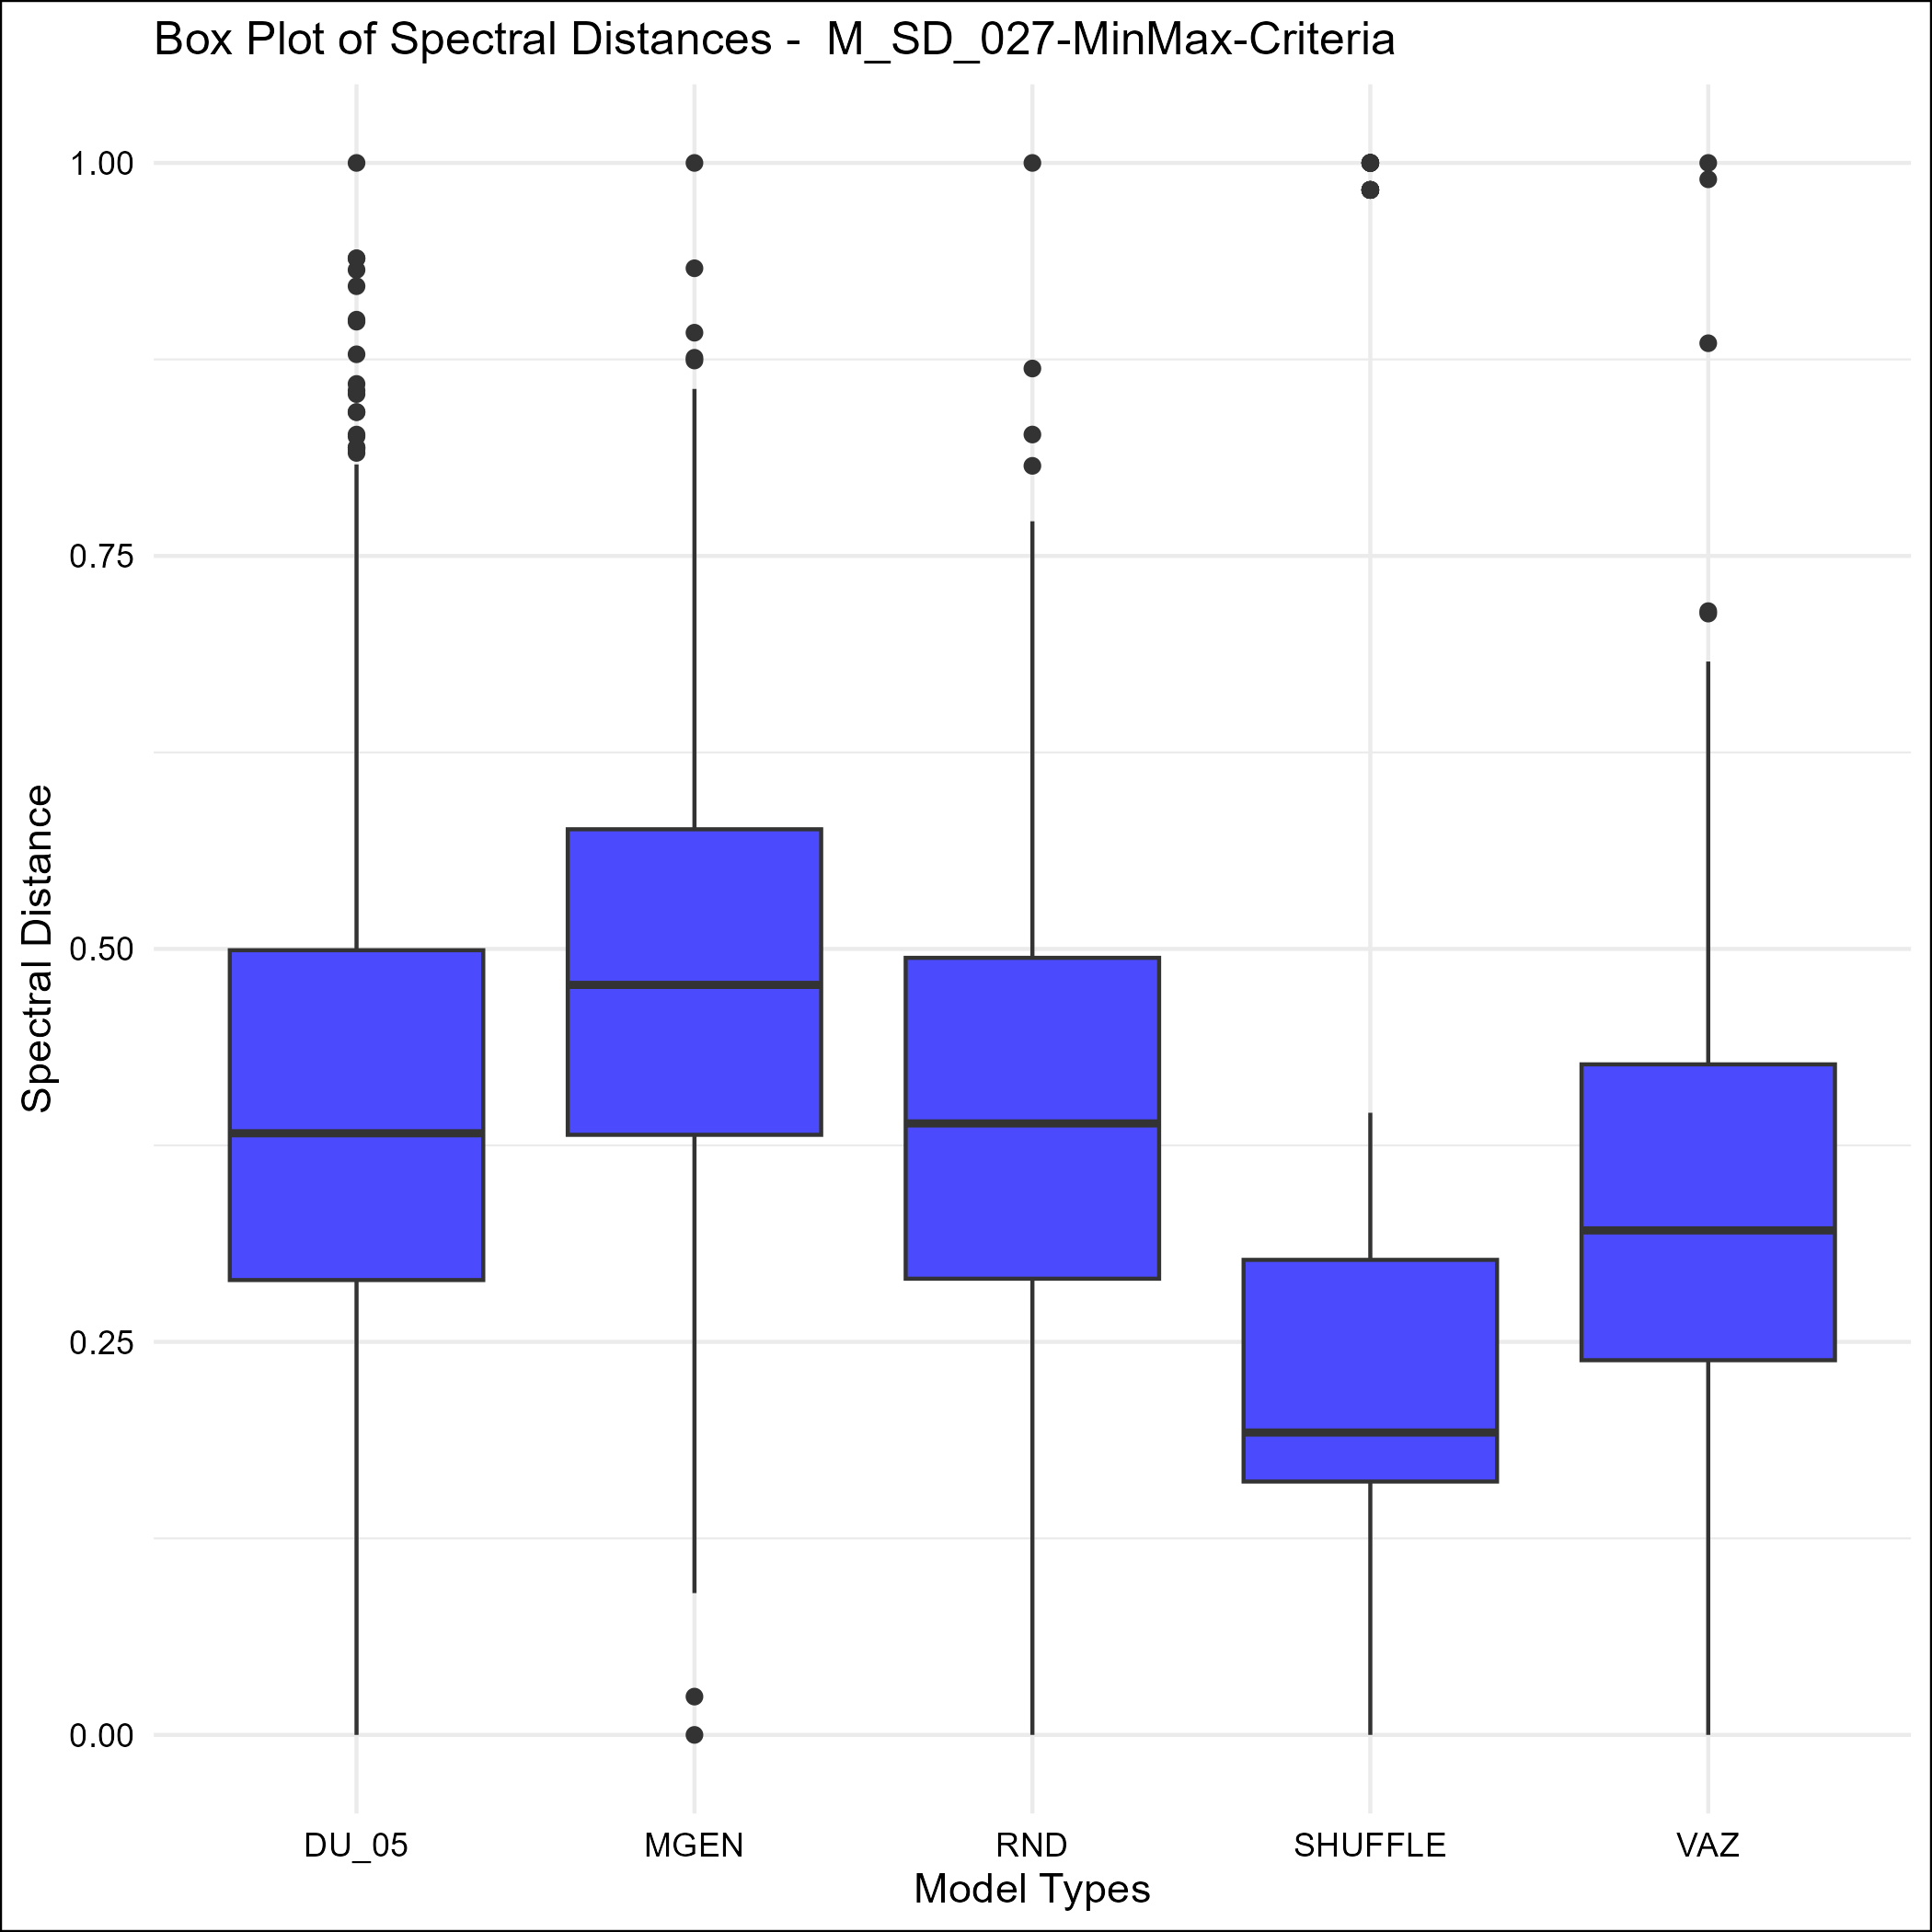 Box Plot of Spectral Distances -  M_SD_027-MinMax-Criteria
1.00
0.75
0.50
0.25
0.00
Spectral Distance
DU_05 MGEN RND SHUFFLE VAZ
Model Types